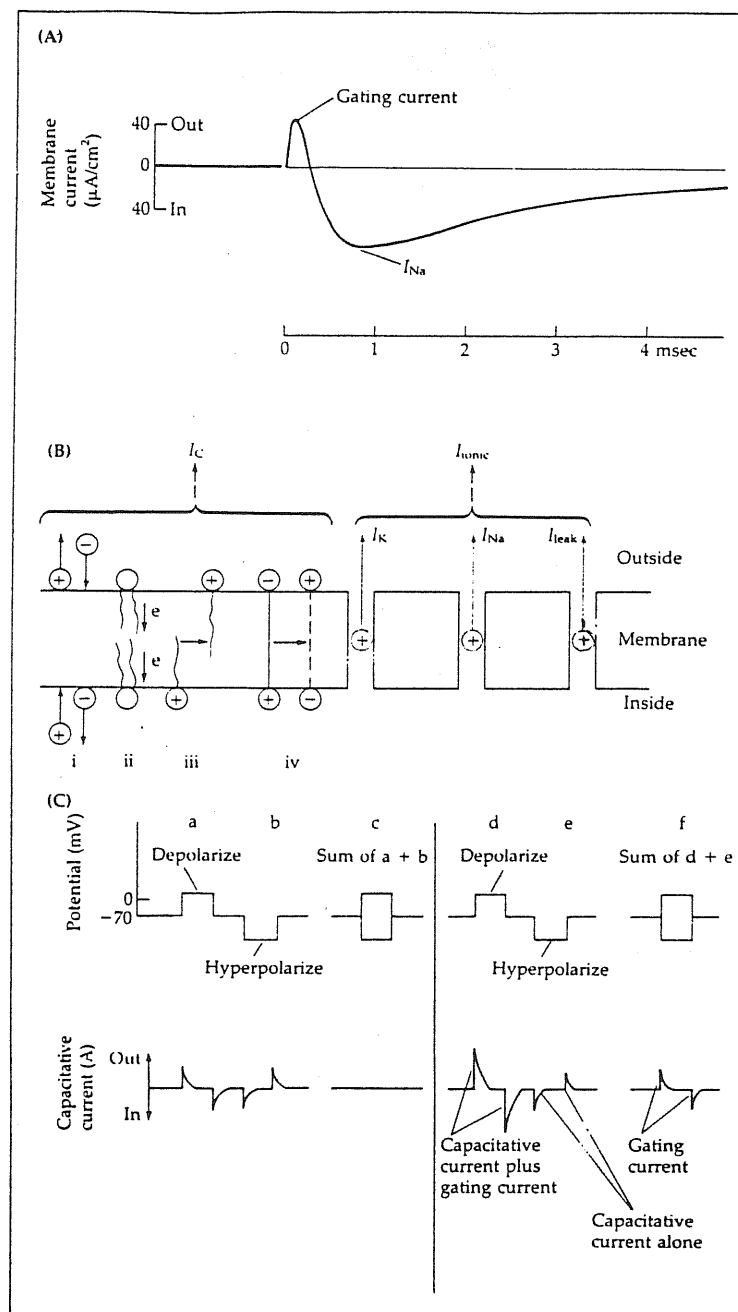 (A)
Gating current
Membrane
current
(μA/cm²)
40
Out
0
40
In
I_Na
0 1 2 3 4 msec
(B)
I_C
I_ionic
I_K
I_Na
I_leak
+ −
Outside
+ − + − +
e
Membrane
e
+ + +
− + + −
Inside
+
i ii iii iv
(C)
Potential (mV)
a b c d e f
Depolarize
Sum of a + b
Depolarize
Sum of d + e
0
−70
Hyperpolarize
Hyperpolarize
Capacitative
current (A)
Out
In
Capacitative
current plus
gating current
Gating
current
Capacitative
current alone